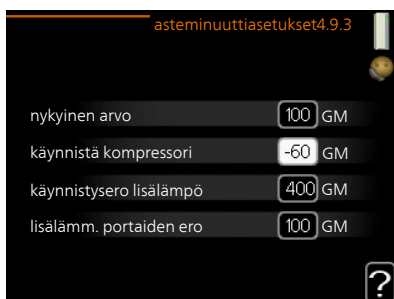 asteminuuttiasetukset4.9.3
nykyinen arvo 100 GM
käynnistä kompressori -60 GM
käynnistysero lisälämpö 400 GM
lisälämm. portaiden ero 100 GM
?